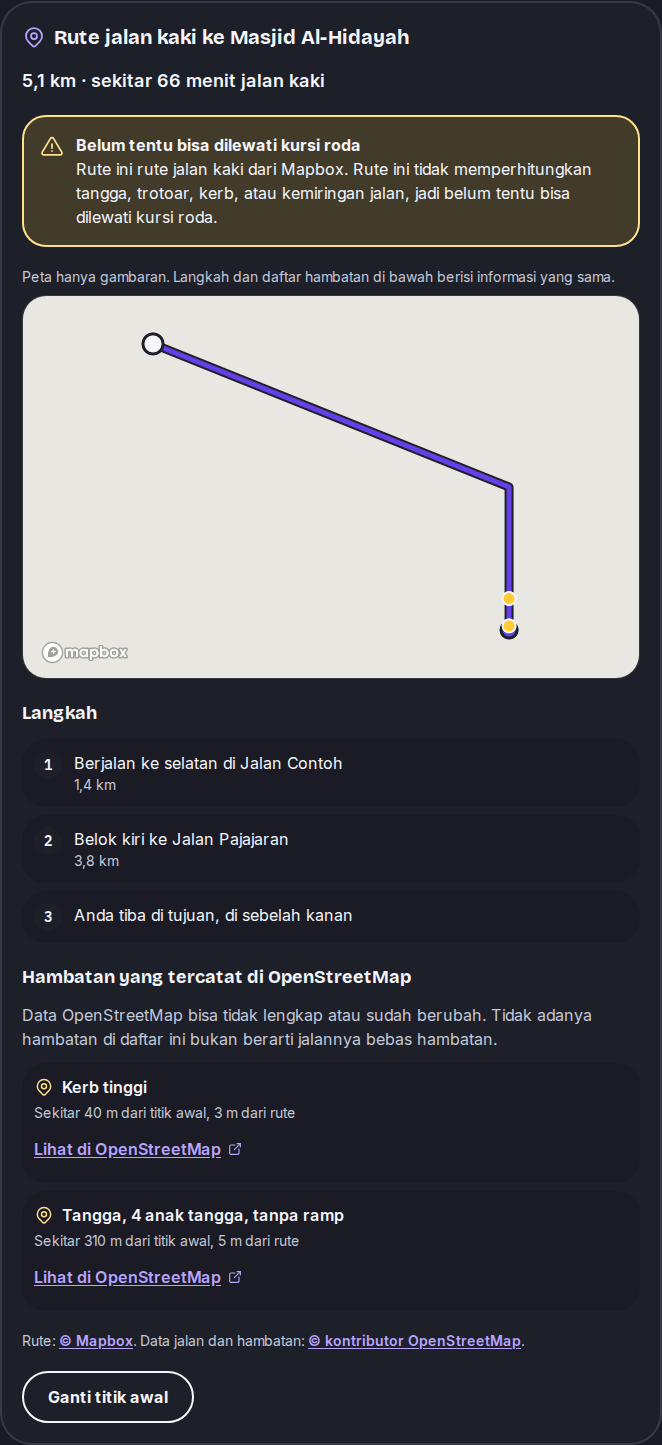 Rute jalan kaki ke Masjid Al-Hidayah
5,1 km · sekitar 66 menit jalan kaki
Belum tentu bisa dilewati kursi roda
Rute ini rute jalan kaki dari Mapbox. Rute ini tidak memperhitungkan
tangga, trotoar, kerb, atau kemiringan jalan, jadi belum tentu bisa
dilewati kursi roda.
Peta hanya gambaran. Langkah dan daftar hambatan di bawah berisi informasi yang sama.
mapbox
Langkah
1 Berjalan ke selatan di Jalan Contoh
1,4 km
2 Belok kiri ke Jalan Pajajaran
3,8 km
3 Anda tiba di tujuan, di sebelah kanan
Hambatan yang tercatat di OpenStreetMap
Data OpenStreetMap bisa tidak lengkap atau sudah berubah. Tidak adanya
hambatan di daftar ini bukan berarti jalannya bebas hambatan.
Kerb tinggi
Sekitar 40 m dari titik awal, 3 m dari rute
Lihat di OpenStreetMap
Tangga, 4 anak tangga, tanpa ramp
Sekitar 310 m dari titik awal, 5 m dari rute
Lihat di OpenStreetMap
Rute: © Mapbox. Data jalan dan hambatan: © kontributor OpenStreetMap.
Ganti titik awal